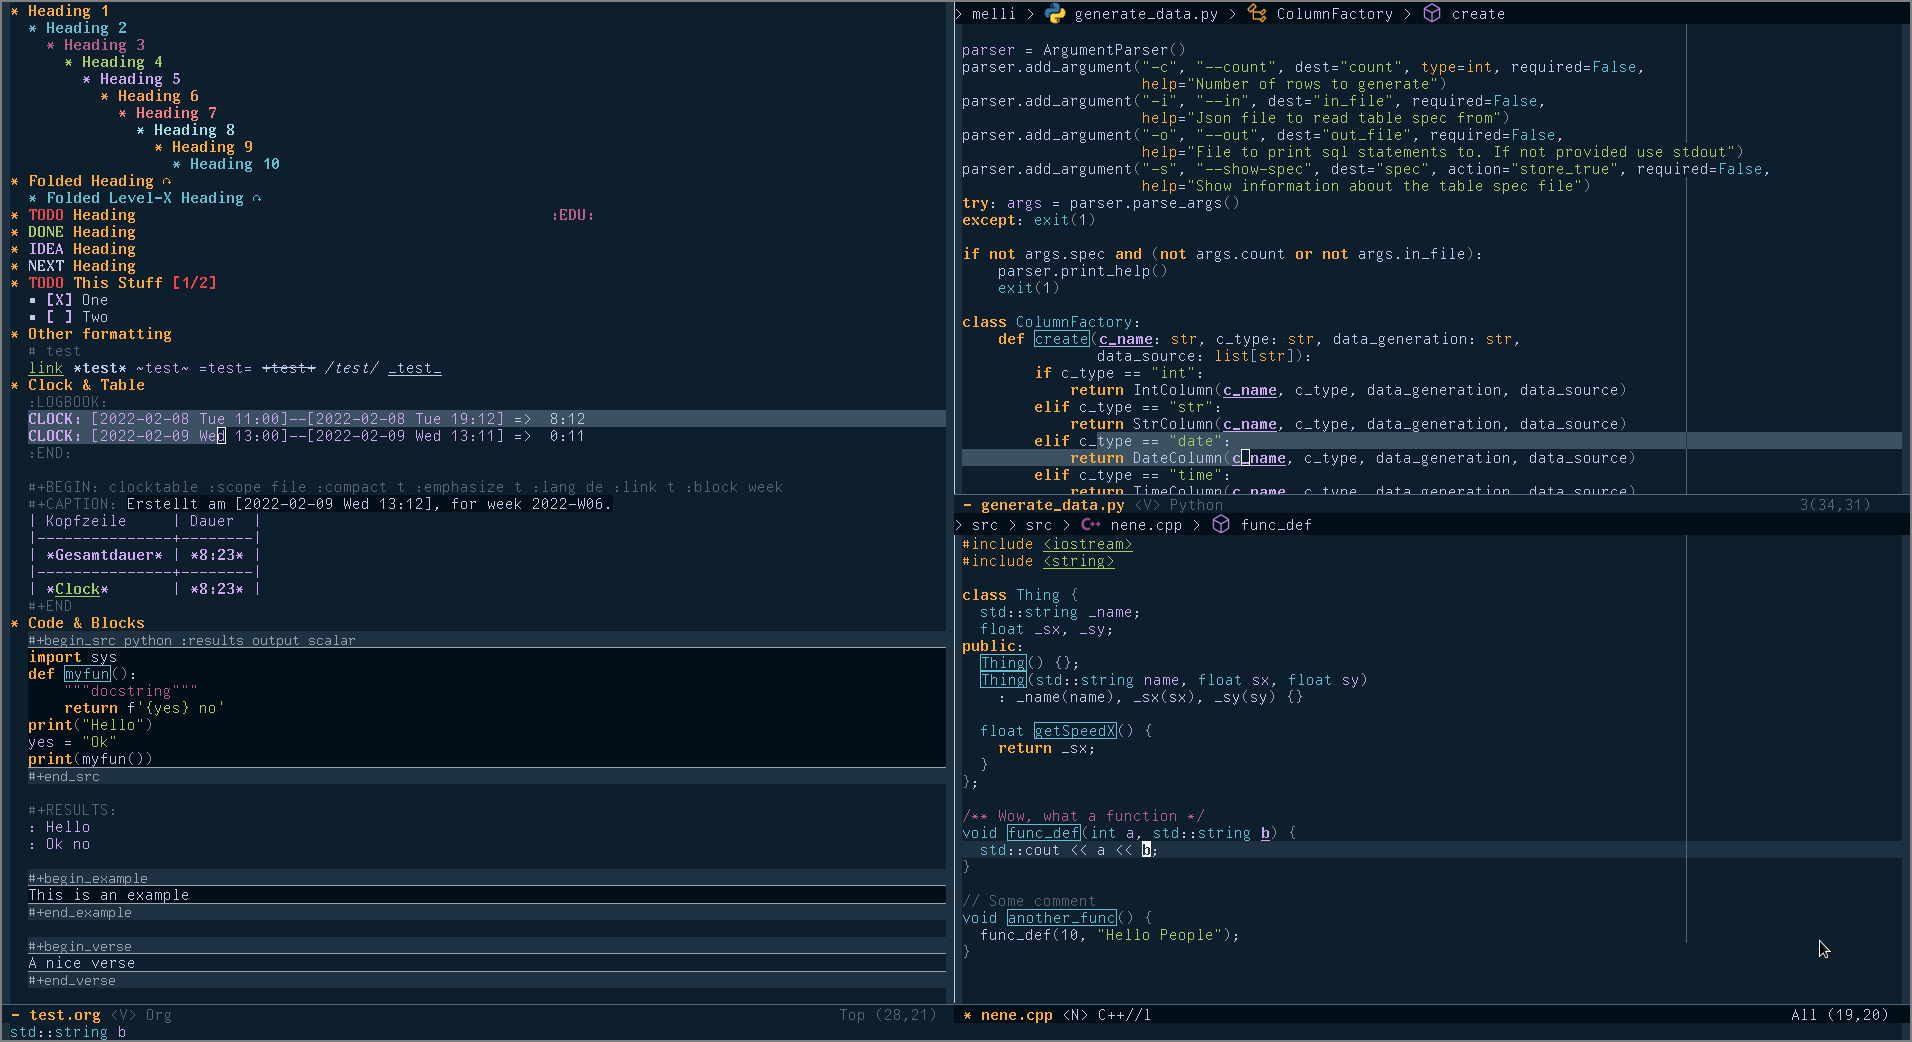 * Heading 1
* Heading 2
* Heading 3
* Heading 4
* Heading 5
* Heading 6
* Heading 7
* Heading 8
* Heading 9
* Heading 10
* Folded Heading ↷
* Folded Level-X Heading ↷
* TODO Heading :EDU:
* DONE Heading
* IDEA Heading
* NEXT Heading
* TODO This Stuff [1/2]
▪ [X] One
▪ [ ] Two
* Other formatting
# test
link *test* ~test~ =test= +test+ /test/ _test_
* Clock & Table
:LOGBOOK:
CLOCK: [2022-02-08 Tue 11:00]--[2022-02-08 Tue 19:12] =>  8:12
CLOCK: [2022-02-09 Wed 13:00]--[2022-02-09 Wed 13:11] =>  0:11
:END:
#+BEGIN: clocktable :scope file :compact t :emphasize t :lang de :link t :block week
#+CAPTION: Erstellt am [2022-02-09 Wed 13:12], for week 2022-W06.
| Kopfzeile     | Dauer  |
|---------------+--------|
| *Gesamtdauer* | *8:23* |
|---------------+--------|
| *Clock*       | *8:23* |
#+END
* Code & Blocks
#+begin_src python :results output scalar
import sys
def myfun():
    """docstring"""
    return f'{yes} no'
print("Hello")
yes = "Ok"
print(myfun())
#+end_src
#+RESULTS:
: Hello
: Ok no
#+begin_example
This is an example
#+end_example
#+begin_verse
A nice verse
#+end_verse
- test.org <V> Org Top (28,21)
std::string b
> melli > generate_data.py > ColumnFactory > create
parser = ArgumentParser()
parser.add_argument("-c", "--count", dest="count", type=int, required=False,
                    help="Number of rows to generate")
parser.add_argument("-i", "--in", dest="in_file", required=False,
                    help="Json file to read table spec from")
parser.add_argument("-o", "--out", dest="out_file", required=False,
                    help="File to print sql statements to. If not provided use stdout")
parser.add_argument("-s", "--show-spec", dest="spec", action="store_true", required=False,
                    help="Show information about the table spec file")
try: args = parser.parse_args()
except: exit(1)
if not args.spec and (not args.count or not args.in_file):
    parser.print_help()
    exit(1)
class ColumnFactory:
    def create(c_name: str, c_type: str, data_generation: str,
               data_source: list[str]):
        if c_type == "int":
            return IntColumn(c_name, c_type, data_generation, data_source)
        elif c_type == "str":
            return StrColumn(c_name, c_type, data_generation, data_source)
        elif c_type == "date":
            return DateColumn(c_name, c_type, data_generation, data_source)
        elif c_type == "time":
            return TimeColumn(c_name, c_type, data_generation, data_source)
- generate_data.py <V> Python 3(34,31)
> src > src > C++ nene.cpp > func_def
#include <iostream>
#include <string>
class Thing {
  std::string _name;
  float _sx, _sy;
public:
  Thing() {};
  Thing(std::string name, float sx, float sy)
    : _name(name), _sx(sx), _sy(sy) {}
  float getSpeedX() {
    return _sx;
  }
};
/** Wow, what a function */
void func_def(int a, std::string b) {
  std::cout << a << b;
}
// Some comment
void another_func() {
  func_def(10, "Hello People");
}
* nene.cpp <N> C++//l All (19,20)